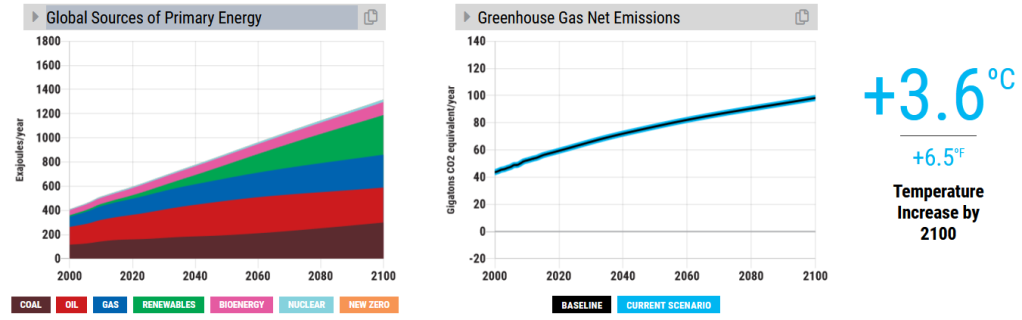 Global Sources of Primary Energy
Exajoules/year
1800
1600
1400
1200
1000
800
600
400
200
0
2000 2020 2040 2060 2080 2100
COAL OIL GAS RENEWABLES BIOENERGY NUCLEAR NEW ZERO
Greenhouse Gas Net Emissions
Gigatons CO2 equivalent/year
140
120
100
80
60
40
20
0
-20
2000 2020 2040 2060 2080 2100
BASELINE CURRENT SCENARIO
+3.6°C
+6.5°F
Temperature
Increase by
2100